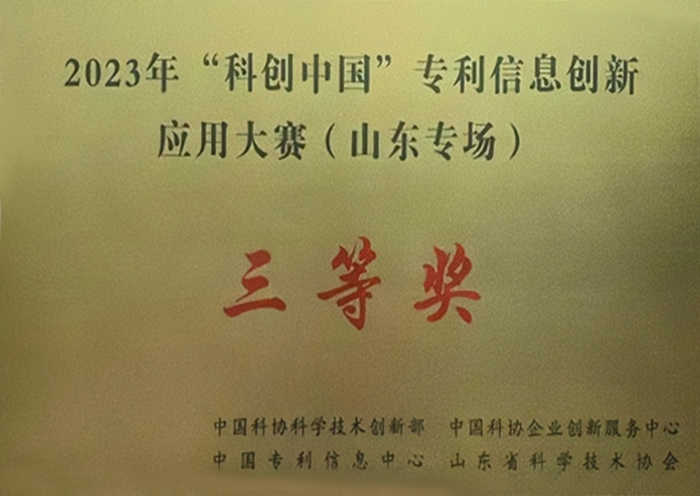 2023年“科创中国”专利信息创新
应用大赛（山东专场）
三等奖
中国科协科学技术创新部 中国科协企业创新服务中心
中国专利信息中心 山东省科学技术协会